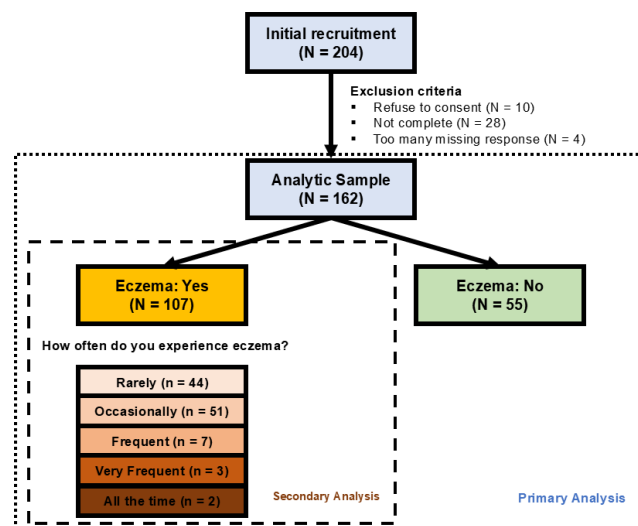 Initial recruitment
(N = 204)
Exclusion criteria
▪ Refuse to consent (N = 10)
▪ Not complete (N = 28)
▪ Too many missing response (N = 4)
Analytic Sample
(N = 162)
Eczema: Yes
(N = 107)
Eczema: No
(N = 55)
How often do you experience eczema?
Rarely (n = 44)
Occasionally (n = 51)
Frequent (n = 7)
Very Frequent (n = 3)
All the time (n = 2)
Secondary Analysis
Primary Analysis